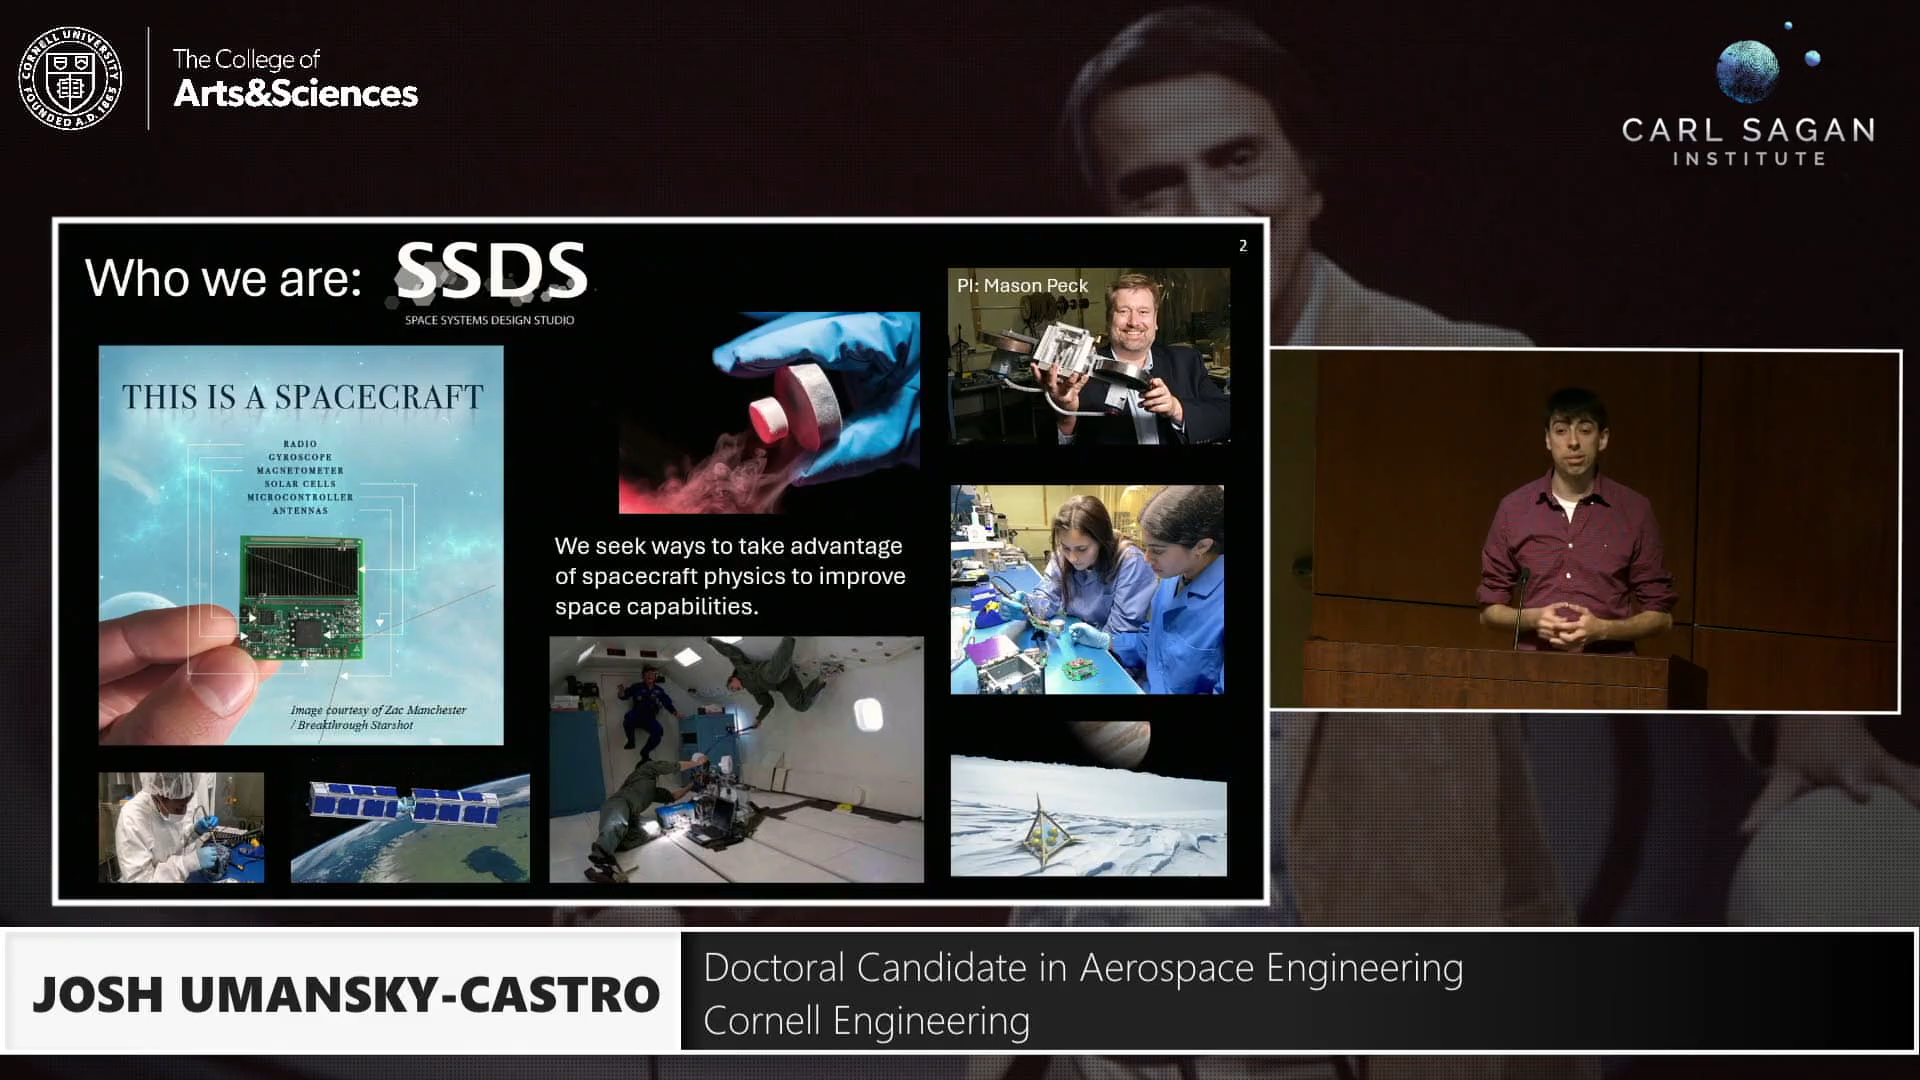 CORNELL UNIVERSITY
FOUNDED A.D. 1865
The College of
Arts&Sciences
CARL SAGAN
INSTITUTE
2
Who we are:
SSDS
SPACE SYSTEMS DESIGN STUDIO
PI: Mason Peck
THIS IS A SPACECRAFT
RADIO
GYROSCOPE
MAGNETOMETER
SOLAR CELLS
MICROCONTROLLER
ANTENNAS
Image courtesy of Zac Manchester
/ Breakthrough Starshot
We seek ways to take advantage
of spacecraft physics to improve
space capabilities.
JOSH UMANSKY-CASTRO
Doctoral Candidate in Aerospace Engineering
Cornell Engineering